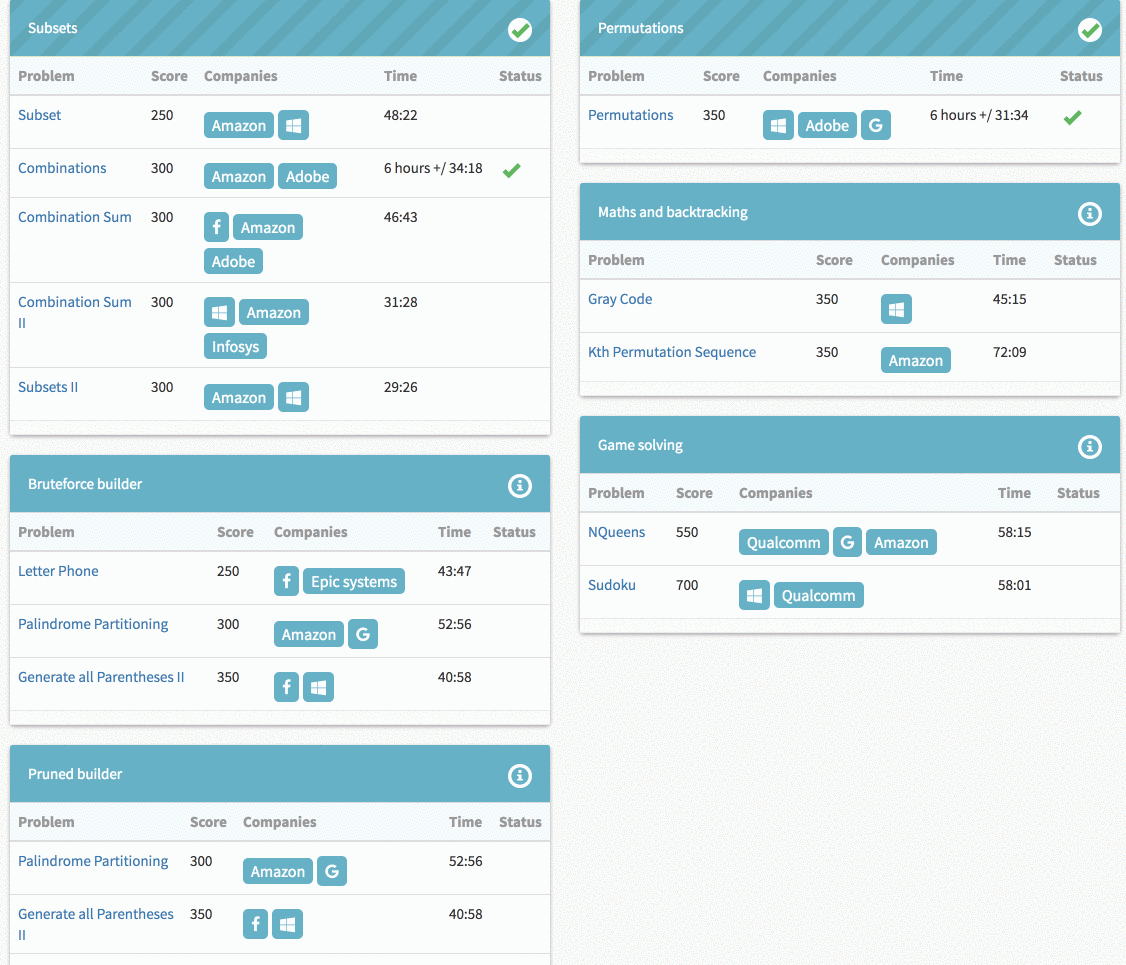 Subsets
Problem Score Companies Time Status
Subset 250 Amazon 48:22
Combinations 300 Amazon Adobe 6 hours +/ 34:18
Combination Sum 300 f Amazon 46:43
Adobe
Combination Sum 300 Amazon 31:28
II Infosys
Subsets II 300 Amazon 29:26
Bruteforce builder
Problem Score Companies Time Status
Letter Phone 250 f Epic systems 43:47
Palindrome Partitioning 300 Amazon G 52:56
Generate all Parentheses II 350 f 40:58
Pruned builder
Problem Score Companies Time Status
Palindrome Partitioning 300 Amazon G 52:56
Generate all Parentheses 350 f 40:58
II
Permutations
Problem Score Companies Time Status
Permutations 350 Adobe G 6 hours +/ 31:34
Maths and backtracking
Problem Score Companies Time Status
Gray Code 350 45:15
Kth Permutation Sequence 350 Amazon 72:09
Game solving
Problem Score Companies Time Status
NQueens 550 Qualcomm G Amazon 58:15
Sudoku 700 Qualcomm 58:01